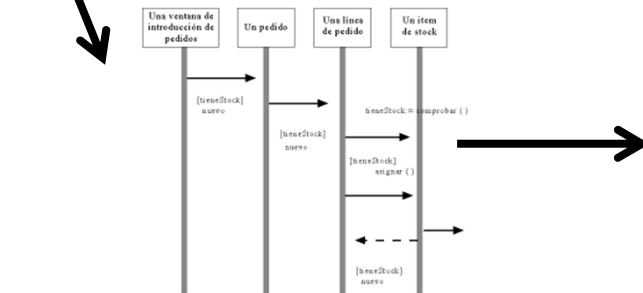 Una ventana de
introducción de
pedidos
Un pedido
Una línea
de pedido
Un item
de stock
[tieneStock]
nuevo
[tieneStock]
nuevo
tieneStock:= comprobar ( )
[tieneStock]
asignar ( )
[tieneStock]
nuevo